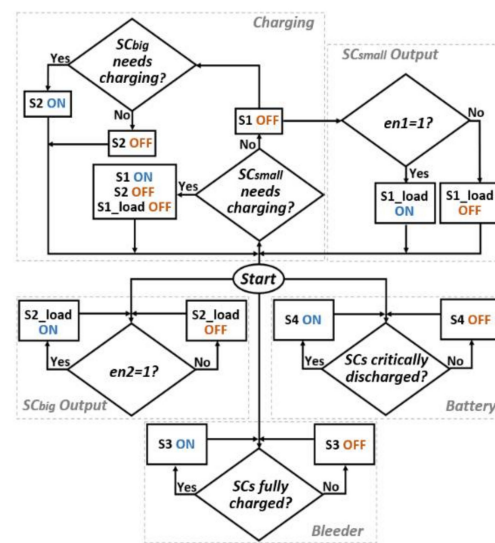 Charging
SCbig
needs
charging?
Yes
S2 ON
No
S2 OFF
S1 OFF
No
S1 ON
S2 OFF
S1_load OFF
Yes
SCsmall
needs
charging?
SCsmall Output
en1=1?
No
Yes
S1_load
ON
S1_load
OFF
Start
S2_load
ON
S2_load
OFF
Yes
en2=1?
No
SCbig Output
S4 ON
S4 OFF
Yes
SCs critically
discharged?
No
Battery
S3 ON
S3 OFF
Yes
SCs fully
charged?
No
Bleeder